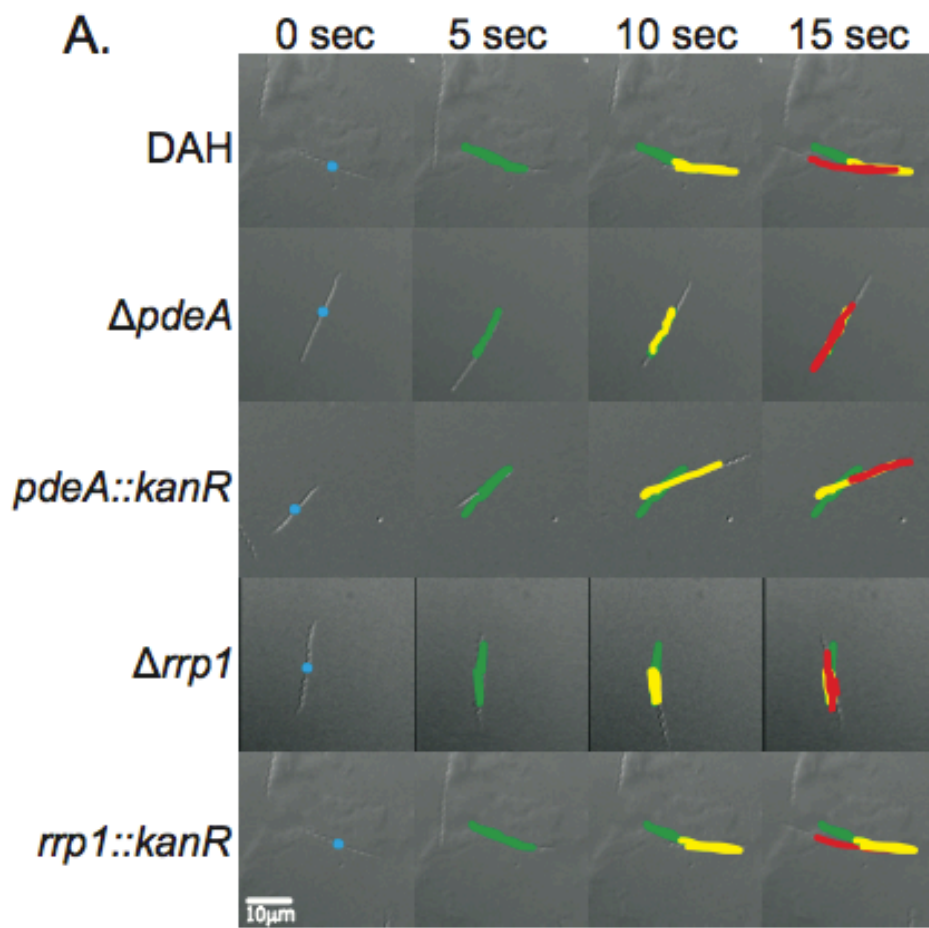 A.
0 sec 5 sec 10 sec 15 sec
DAH
ΔpdeA
pdeA::kanR
Δrrp1
rrp1::kanR
10µm